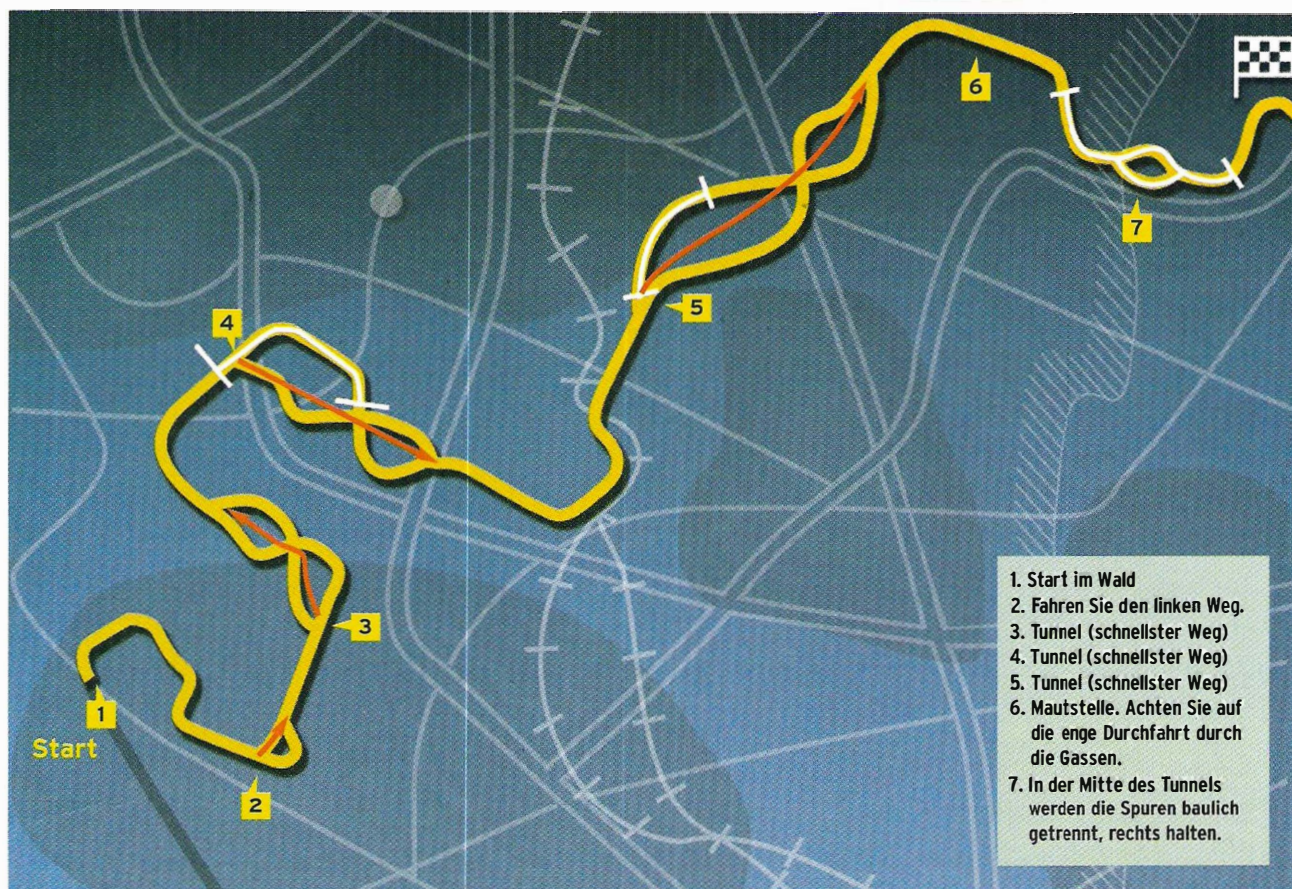 6
7
5
4
3
1
Start
2
1. Start im Wald
2. Fahren Sie den linken Weg.
3. Tunnel (schnellster Weg)
4. Tunnel (schnellster Weg)
5. Tunnel (schnellster Weg)
6. Mautstelle. Achten Sie auf
die enge Durchfahrt durch
die Gassen.
7. In der Mitte des Tunnels
werden die Spuren baulich
getrennt, rechts halten.